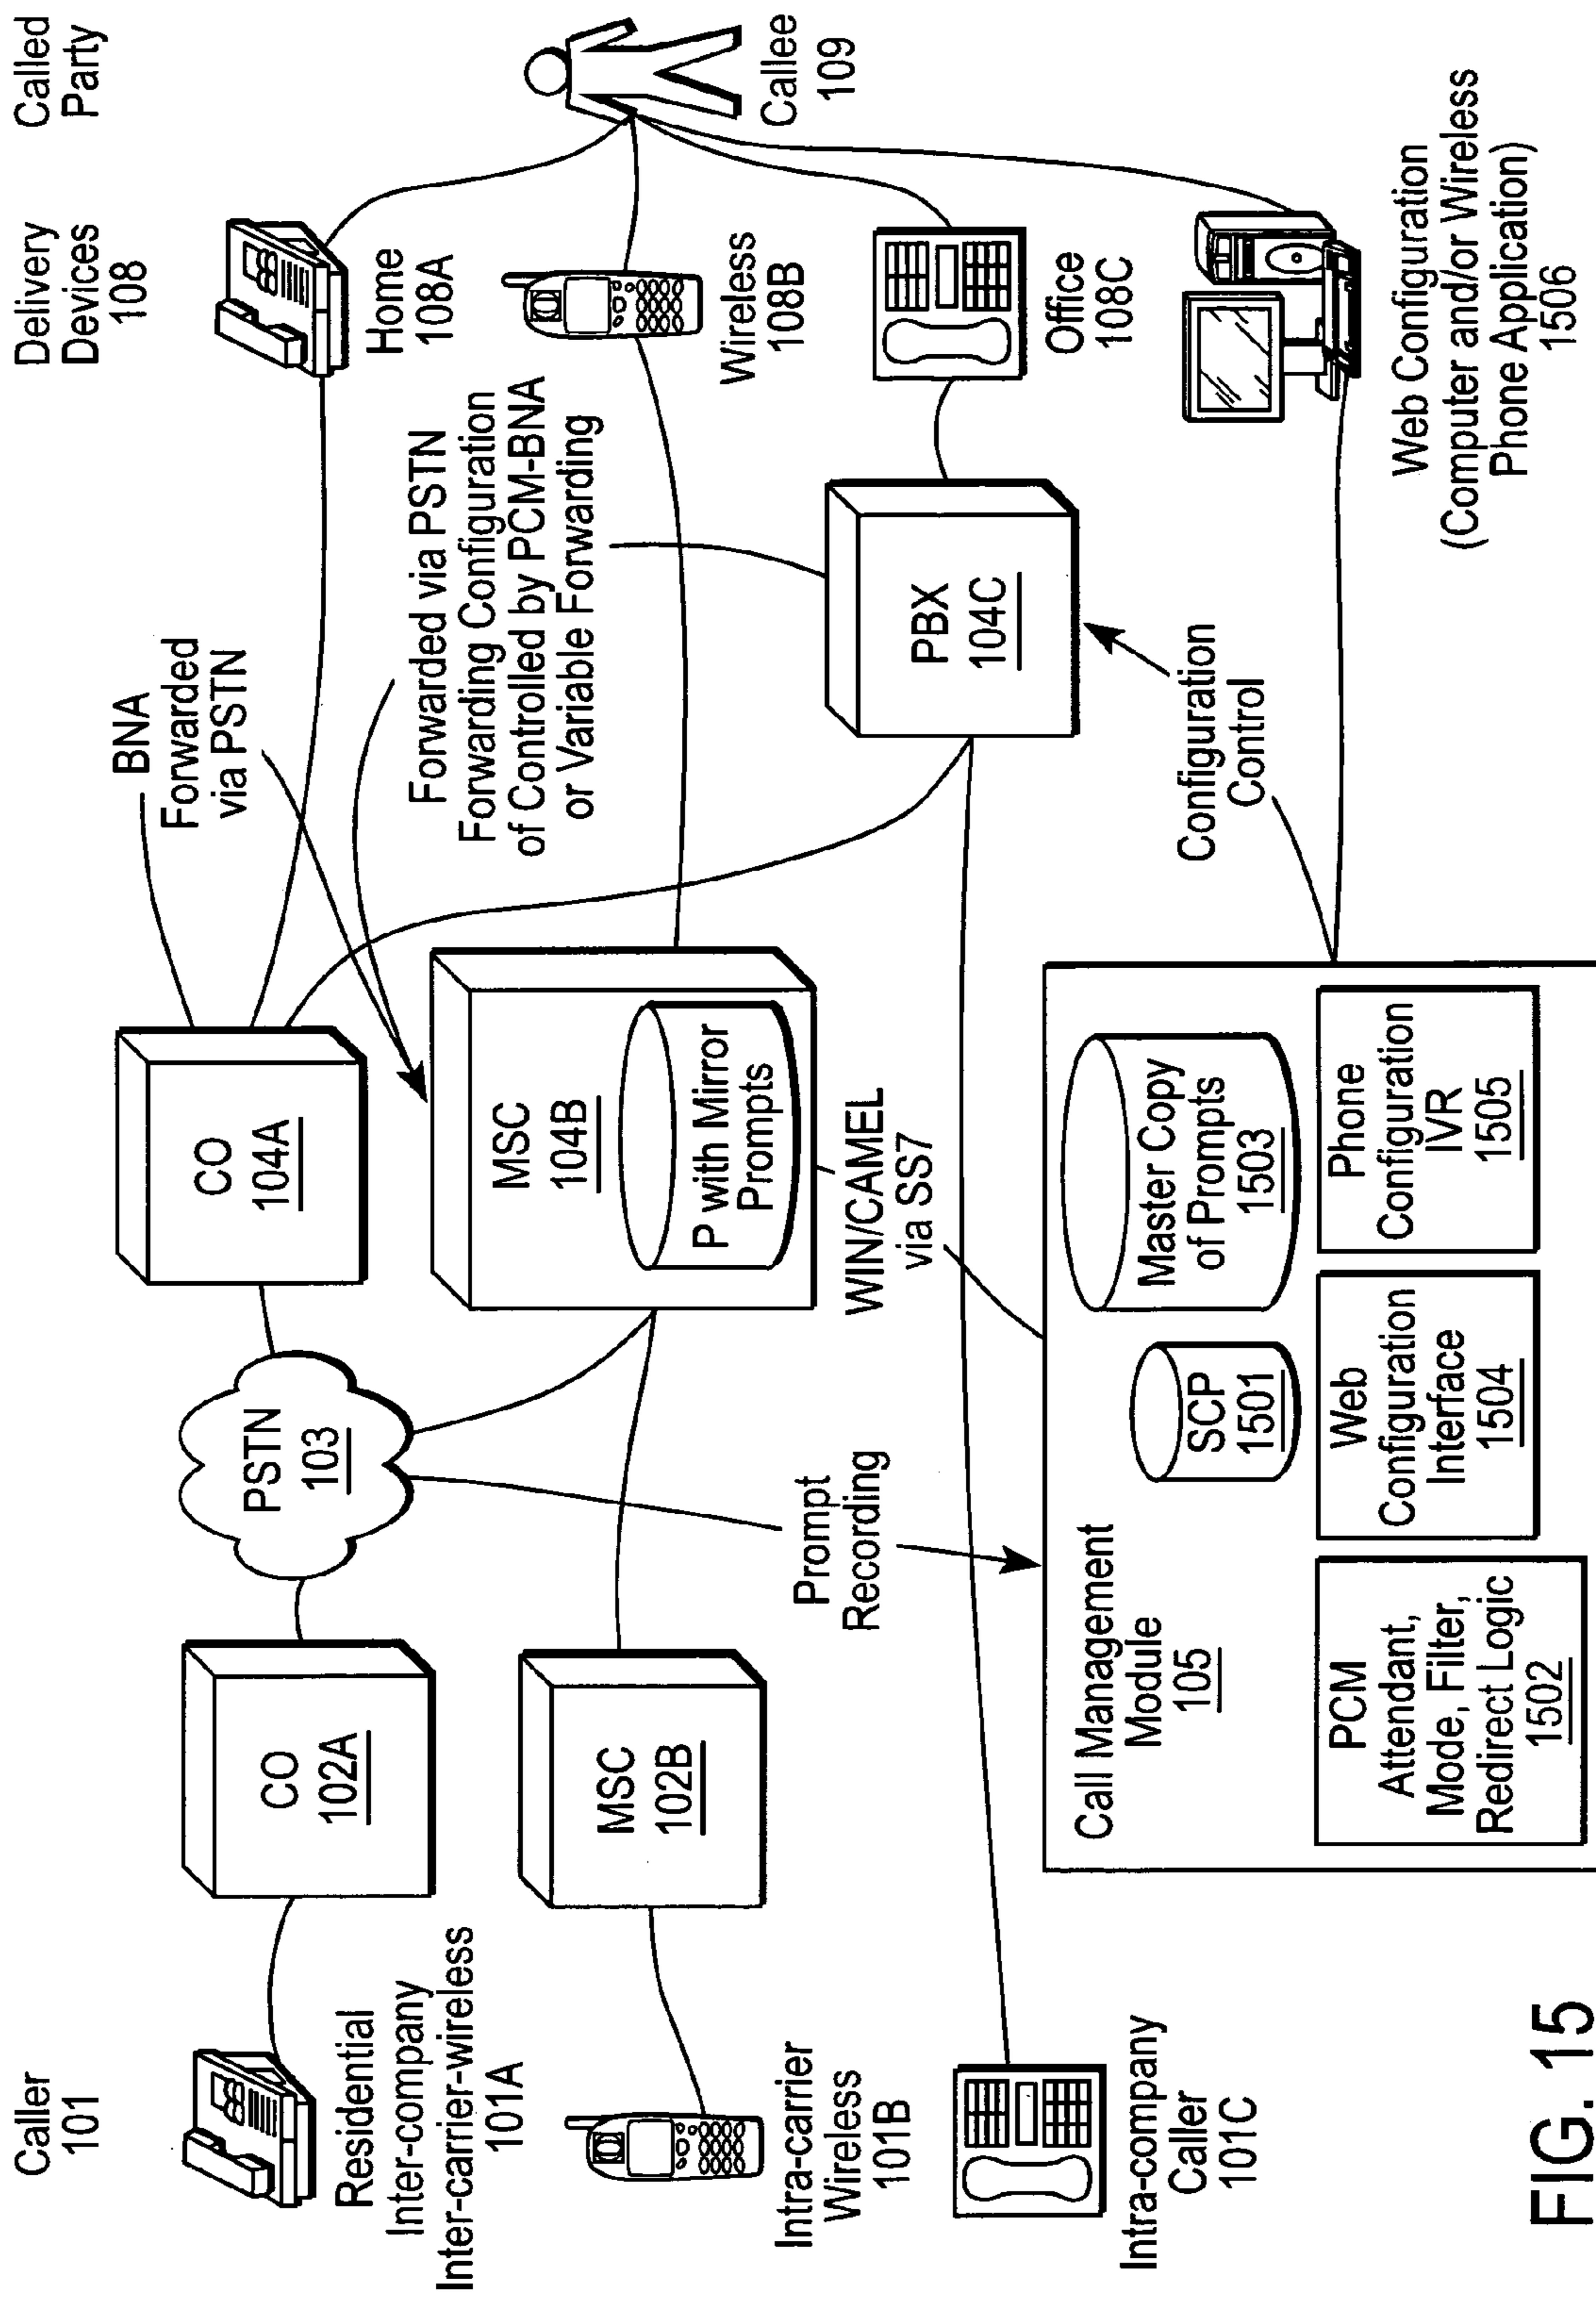 Caller
101
Delivery
Devices
108
Called
Party
Residential
Inter-company
Inter-carrier-wireless
101A
CO
102A
PSTN
103
CO
104A
BNA
Forwarded
via PSTN
Home
108A
Intra-carrier
Wireless
101B
MSC
102B
MSC
104B
P with Mirror
Prompts
Forwarded via PSTN
Forwarding Configuration
of Controlled by PCM-BNA
or Variable Forwarding
Wireless
108B
Callee
109
Intra-company
Caller
101C
Prompt
Recording
WIN/CAMEL
via SS7
PBX
104C
Office
108C
Configuration
Control
Call Management
Module
105
SCP
1501
Master Copy
of Prompts
1503
PCM
Attendant,
Mode, Filter,
Redirect Logic
1502
Web
Configuration
Interface
1504
Phone
Configuration
IVR
1505
Web Configuration
(Computer and/or Wireless
Phone Application)
1506
FIG. 15